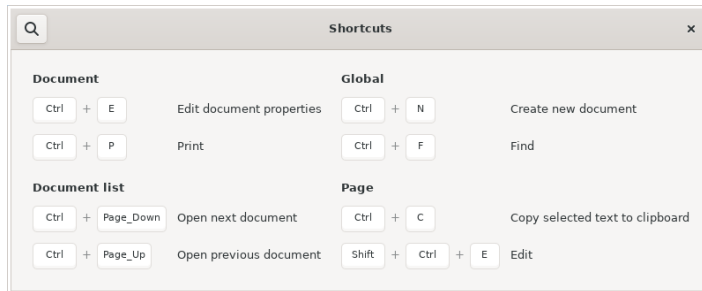 Shortcuts ×
Document
Ctrl + E Edit document properties
Ctrl + P Print
Document list
Ctrl + Page_Down Open next document
Ctrl + Page_Up Open previous document
Global
Ctrl + N Create new document
Ctrl + F Find
Page
Ctrl + C Copy selected text to clipboard
Shift + Ctrl + E Edit